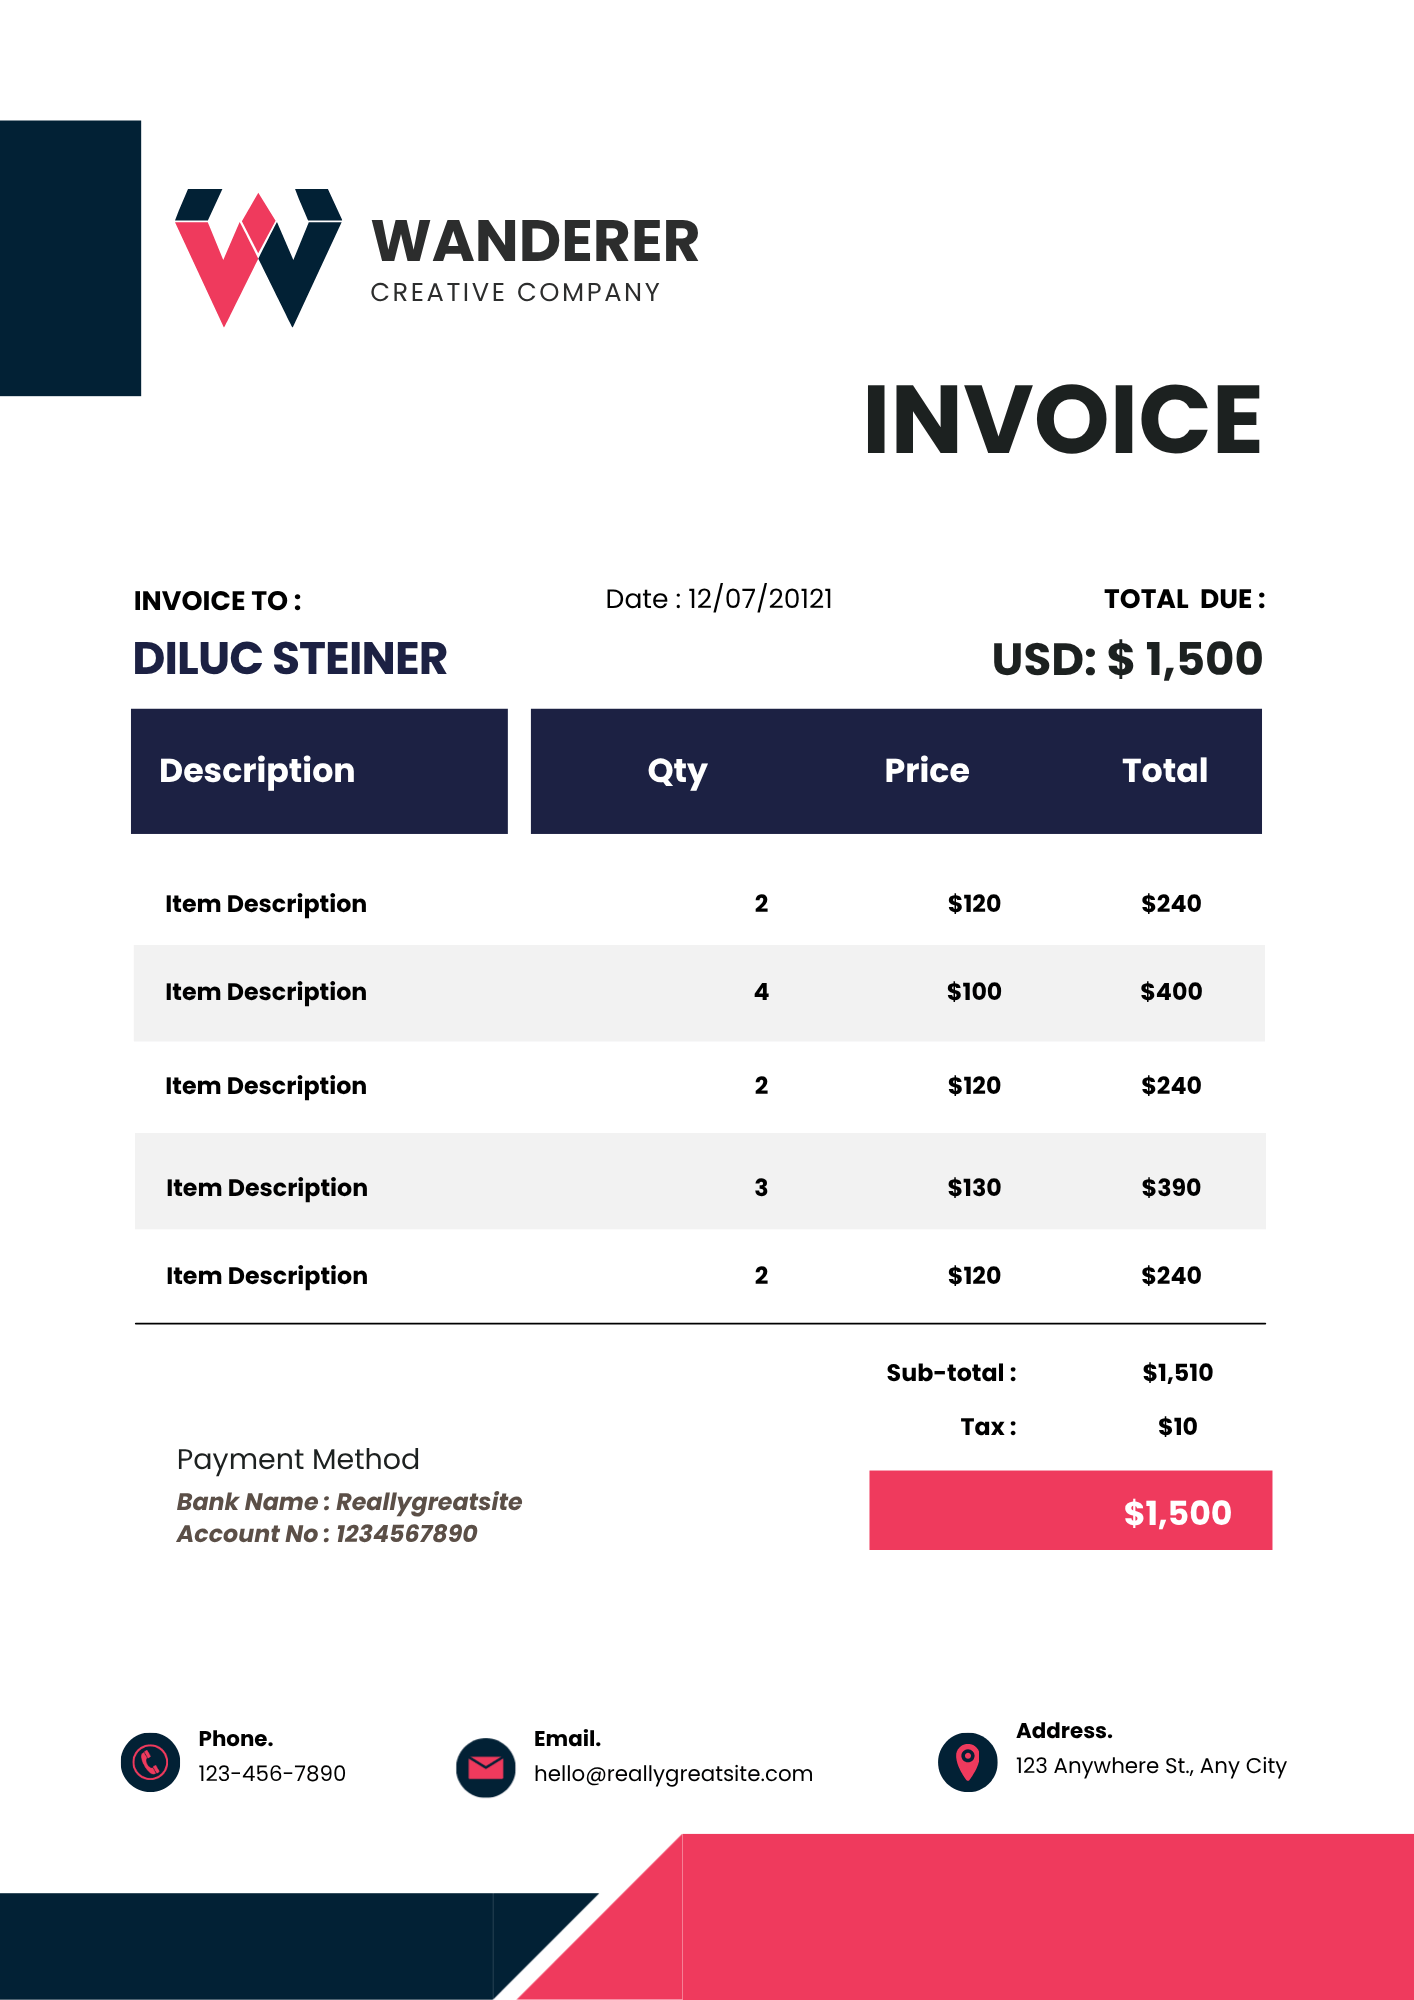 WANDERER
CREATIVE COMPANY
INVOICE
INVOICE TO :
Date : 12/07/20121
TOTAL DUE :
DILUC STEINER
USD: $ 1,500
Description Qty Price Total
Item Description 2 $120 $240
Item Description 4 $100 $400
Item Description 2 $120 $240
Item Description 3 $130 $390
Item Description 2 $120 $240
Sub-total : $1,510
Tax : $10
$1,500
Payment Method
Bank Name : Reallygreatsite
Account No : 1234567890
Phone.
123-456-7890
Email.
hello@reallygreatsite.com
Address.
123 Anywhere St., Any City